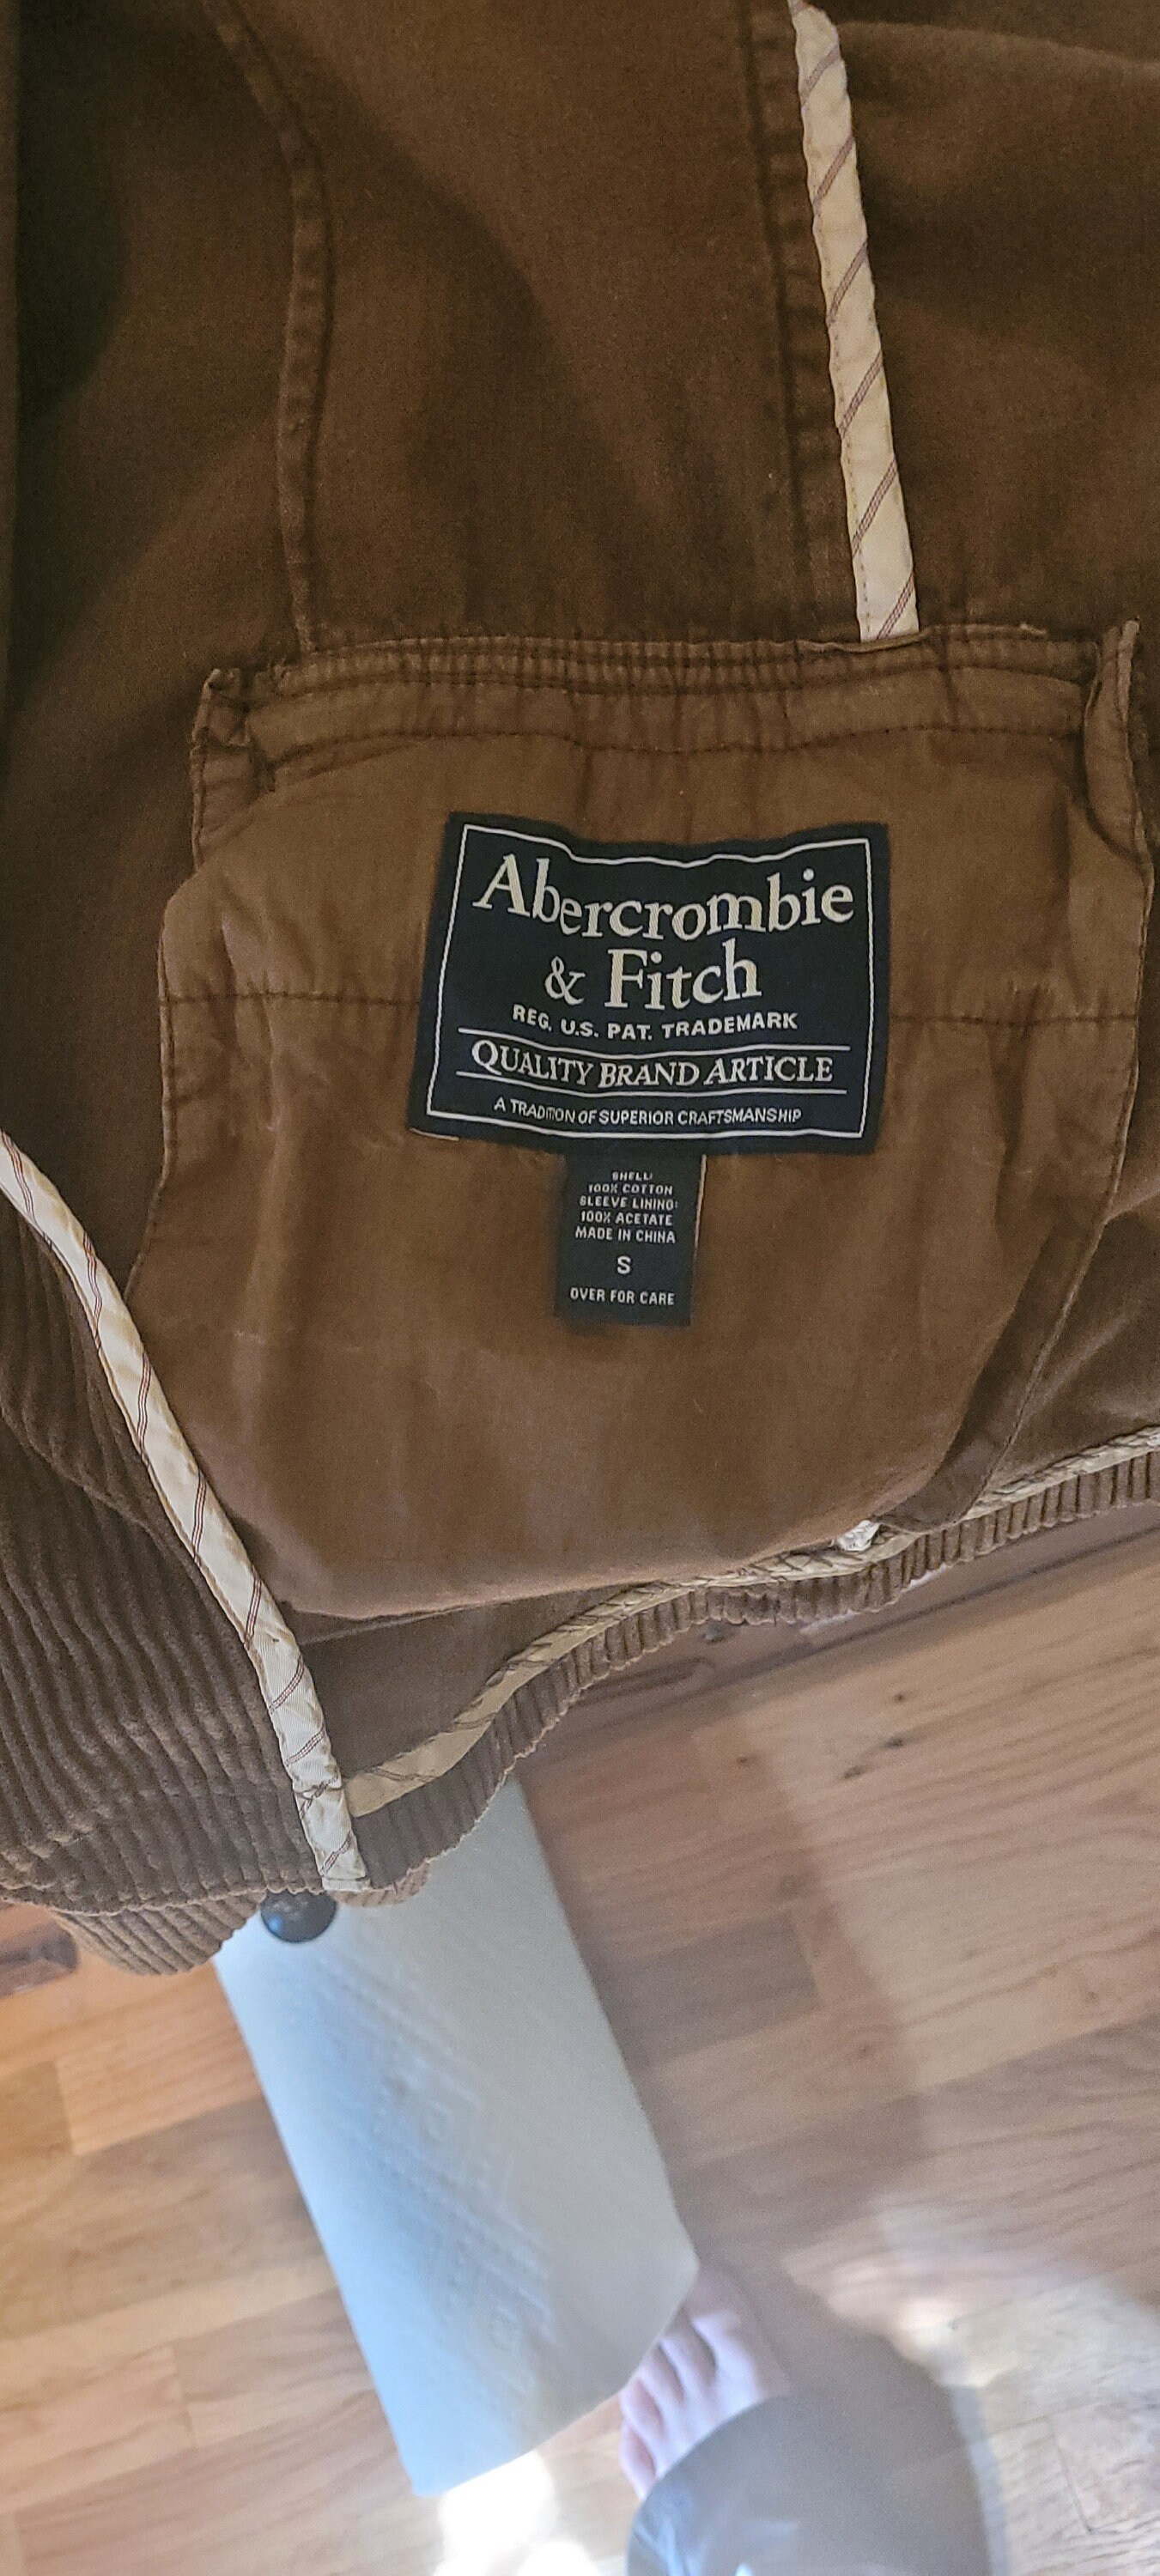 Abercrombie
& Fitch
REG. U.S. PAT. TRADEMARK
QUALITY BRAND ARTICLE
A TRADITION OF SUPERIOR CRAFTSMANSHIP
SHELL:
100% COTTON
SLEEVE LINING:
100% ACETATE
MADE IN CHINA
S
OVER FOR CARE